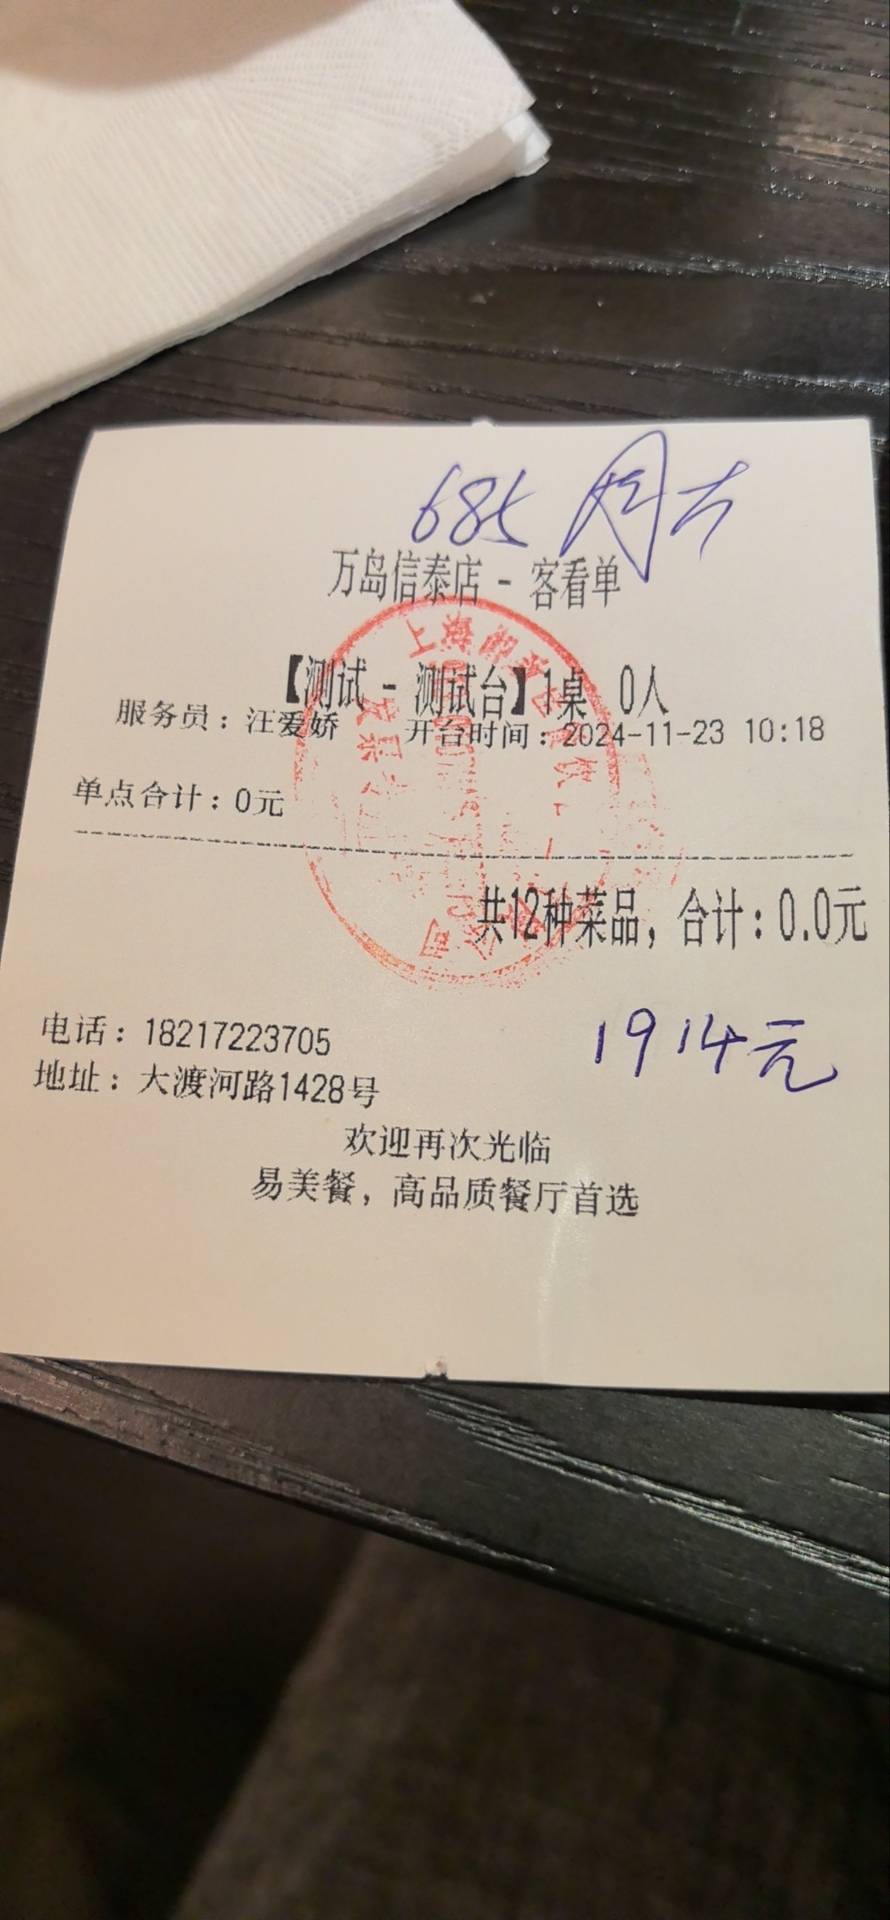 685
万岛信泰店 - 客看单
【测试 - 测试台】1桌 0人
服务员：汪爱娇 开台时间：2024-11-23 10:18
单点合计：0元
共12种菜品，合计：0.0元
1914元
电话：18217223705
地址：大渡河路1428号
欢迎再次光临
易美餐，高品质餐厅首选
上海
公司